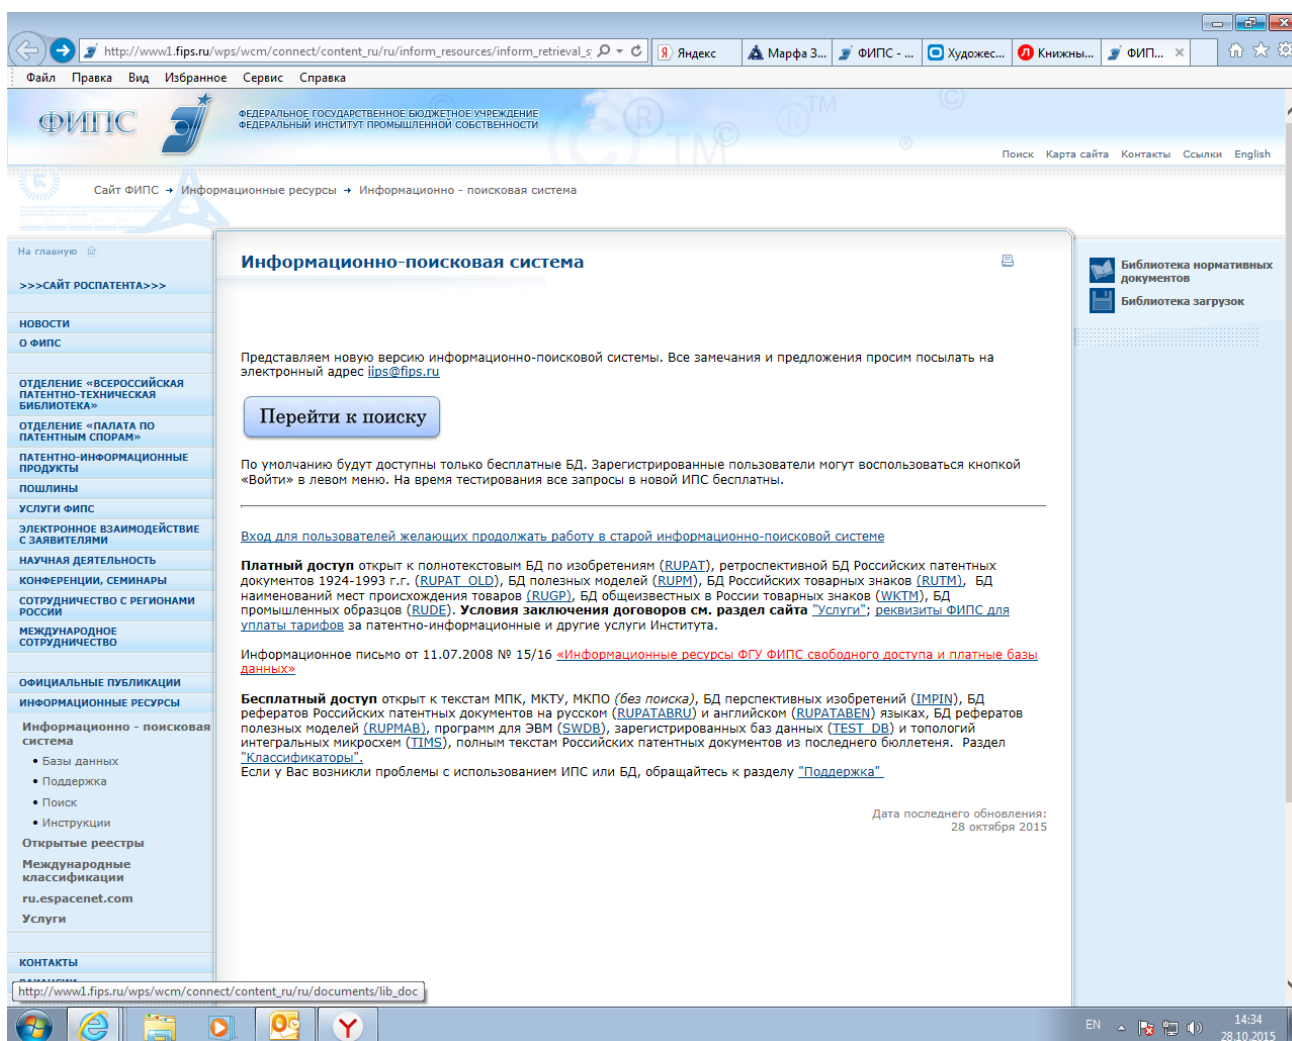 http://www1.fips.ru/wps/wcm/connect/content_ru/ru/inform_resources/inform_retrieval_s
Яндекс
Марфа З...
ФИПС - ...
Художес...
Книжны...
ФИП...
Файл Правка Вид Избранное Сервис Справка
ФИПС
ФЕДЕРАЛЬНОЕ ГОСУДАРСТВЕННОЕ БЮДЖЕТНОЕ УЧРЕЖДЕНИЕ
ФЕДЕРАЛЬНЫЙ ИНСТИТУТ ПРОМЫШЛЕННОЙ СОБСТВЕННОСТИ
Поиск Карта сайта Контакты Ссылки English
Сайт ФИПС → Информационные ресурсы → Информационно - поисковая система
На главную
>>>САЙТ РОСПАТЕНТА>>>
НОВОСТИ
О ФИПС
ОТДЕЛЕНИЕ «ВСЕРОССИЙСКАЯ
ПАТЕНТНО-ТЕХНИЧЕСКАЯ
БИБЛИОТЕКА»
ОТДЕЛЕНИЕ «ПАЛАТА ПО
ПАТЕНТНЫМ СПОРАМ»
ПАТЕНТНО-ИНФОРМАЦИОННЫЕ
ПРОДУКТЫ
ПОШЛИНЫ
УСЛУГИ ФИПС
ЭЛЕКТРОННОЕ ВЗАИМОДЕЙСТВИЕ
С ЗАЯВИТЕЛЯМИ
НАУЧНАЯ ДЕЯТЕЛЬНОСТЬ
КОНФЕРЕНЦИИ, СЕМИНАРЫ
СОТРУДНИЧЕСТВО С РЕГИОНАМИ
РОССИИ
МЕЖДУНАРОДНОЕ
СОТРУДНИЧЕСТВО
ОФИЦИАЛЬНЫЕ ПУБЛИКАЦИИ
ИНФОРМАЦИОННЫЕ РЕСУРСЫ
Информационно - поисковая
система
• Базы данных
• Поддержка
• Поиск
• Инструкции
Открытые реестры
Международные
классификации
ru.espacenet.com
Услуги
КОНТАКТЫ
http://www1.fips.ru/wps/wcm/connect/content_ru/ru/documents/lib_doc
Информационно-поисковая система
Представляем новую версию информационно-поисковой системы. Все замечания и предложения просим посылать на
электронный адрес iips@fips.ru
Перейти к поиску
По умолчанию будут доступны только бесплатные БД. Зарегистрированные пользователи могут воспользоваться кнопкой
«Войти» в левом меню. На время тестирования все запросы в новой ИПС бесплатны.
Вход для пользователей желающих продолжать работу в старой информационно-поисковой системе
Платный доступ открыт к полнотекстовым БД по изобретениям (RUPAT), ретроспективной БД Российских патентных
документов 1924-1993 г.г. (RUPAT_OLD), БД полезных моделей (RUPM), БД Российских товарных знаков (RUTM), БД
наименований мест происхождения товаров (RUGP), БД общеизвестных в России товарных знаков (WKTM), БД
промышленных образцов (RUDE). Условия заключения договоров см. раздел сайта "Услуги"; реквизиты ФИПС для
уплаты тарифов за патентно-информационные и другие услуги Института.
Информационное письмо от 11.07.2008 № 15/16 «Информационные ресурсы ФГУ ФИПС свободного доступа и платные базы
данных»
Бесплатный доступ открыт к текстам МПК, МКТУ, МКПО (без поиска), БД перспективных изобретений (IMPIN), БД
рефератов Российских патентных документов на русском (RUPATABRU) и английском (RUPATABEN) языках, БД рефератов
полезных моделей (RUPMAB), программ для ЭВМ (SWDB), зарегистрированных баз данных (TEST_DB) и топологий
интегральных микросхем (TIMS), полным текстам Российских патентных документов из последнего бюллетеня. Раздел
"Классификаторы".
Если у Вас возникли проблемы с использованием ИПС или БД, обращайтесь к разделу "Поддержка"
Дата последнего обновления:
28 октября 2015
Библиотека нормативных
документов
Библиотека загрузок
EN
14:34
28.10.2015